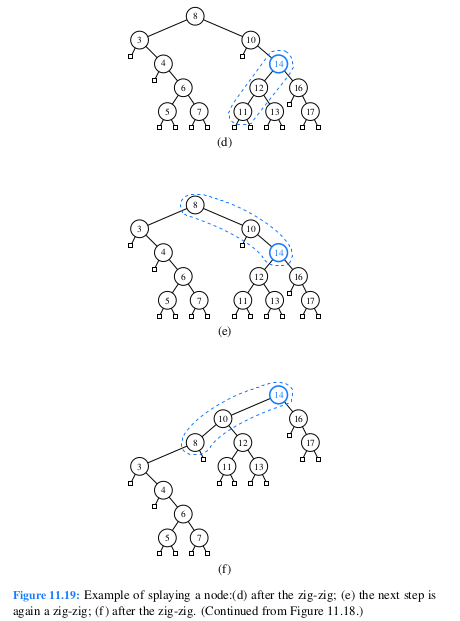 8
3 10
4 14
6 12 16
5 7 11 13 17
(d)
8
3 10
4 14
6 12 16
5 7 11 13 17
(e)
14
10 16
8 12 17
3 11 13
4
6
5 7
(f)
Figure 11.19: Example of splaying a node:(d) after the zig-zig; (e) the next step is
again a zig-zig; (f) after the zig-zig. (Continued from Figure 11.18.)